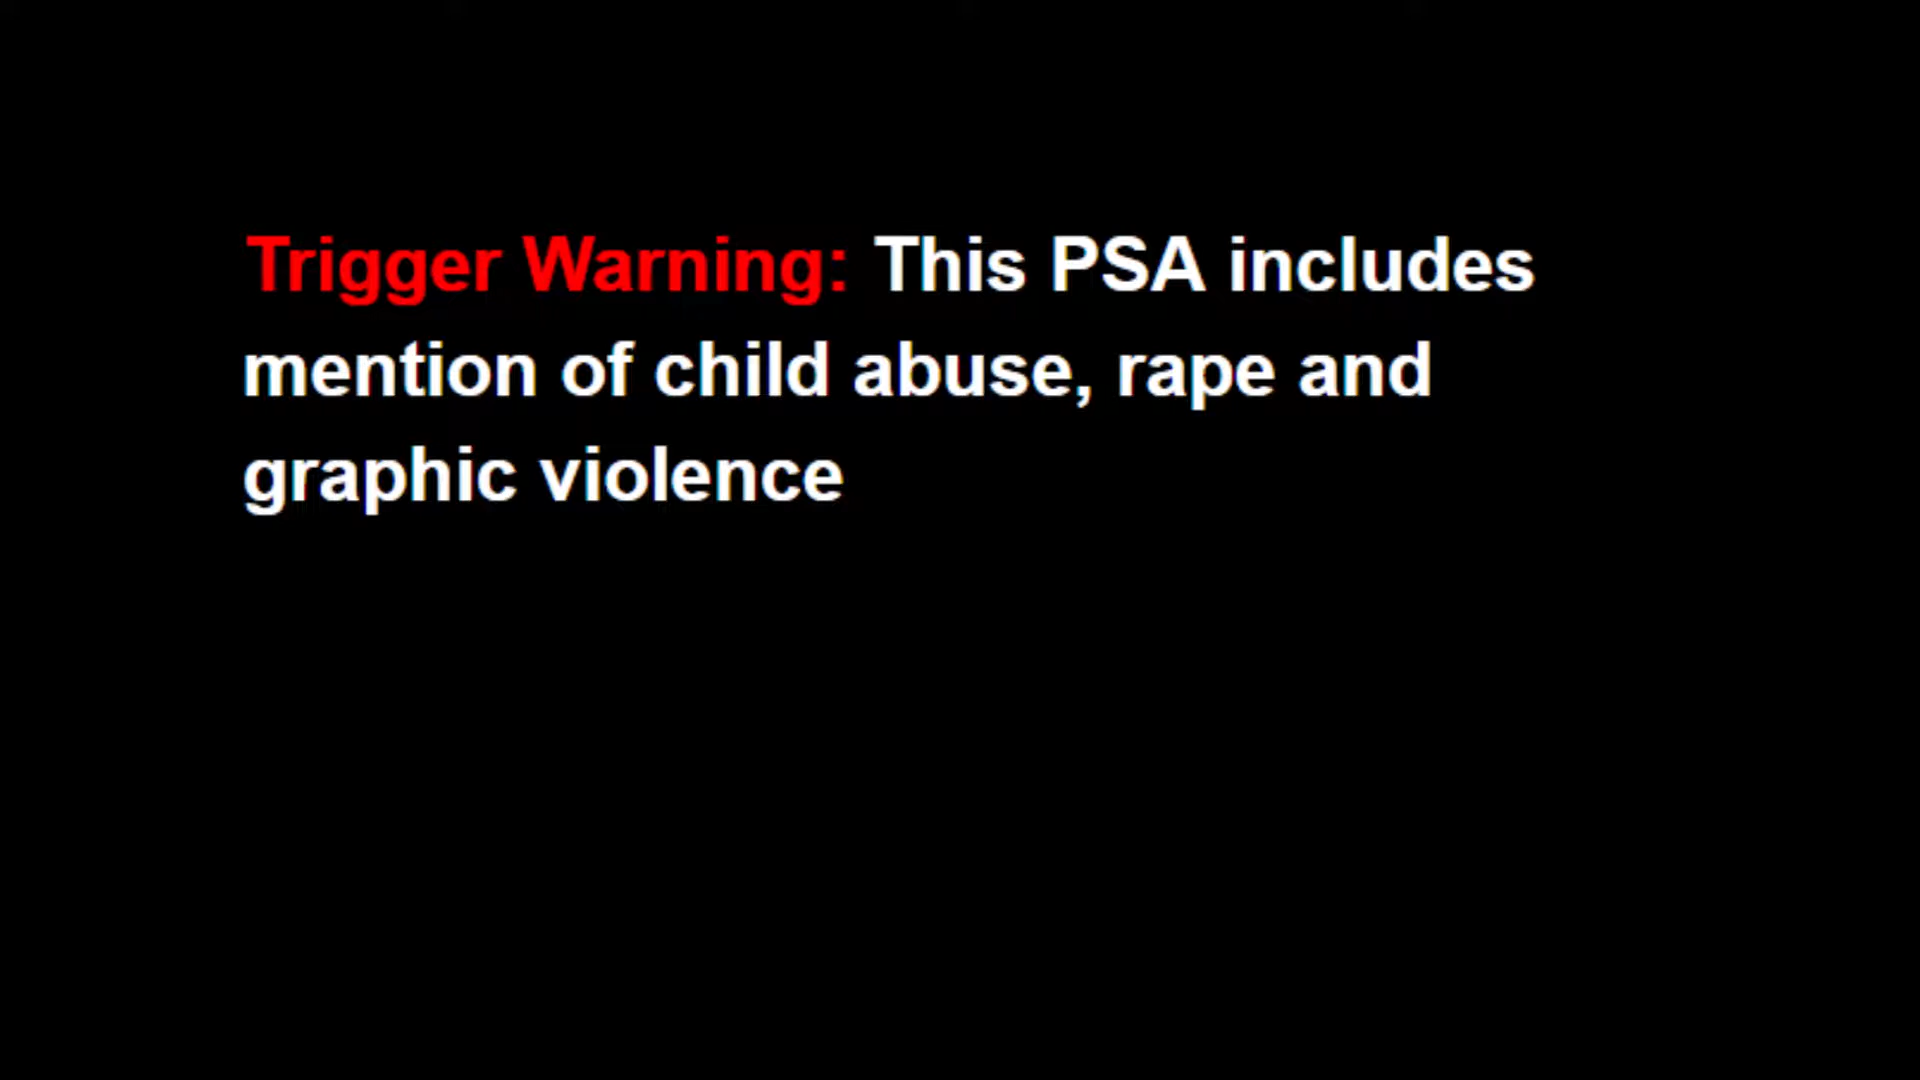 Trigger Warning: This PSA includes
mention of child abuse, rape and
graphic violence